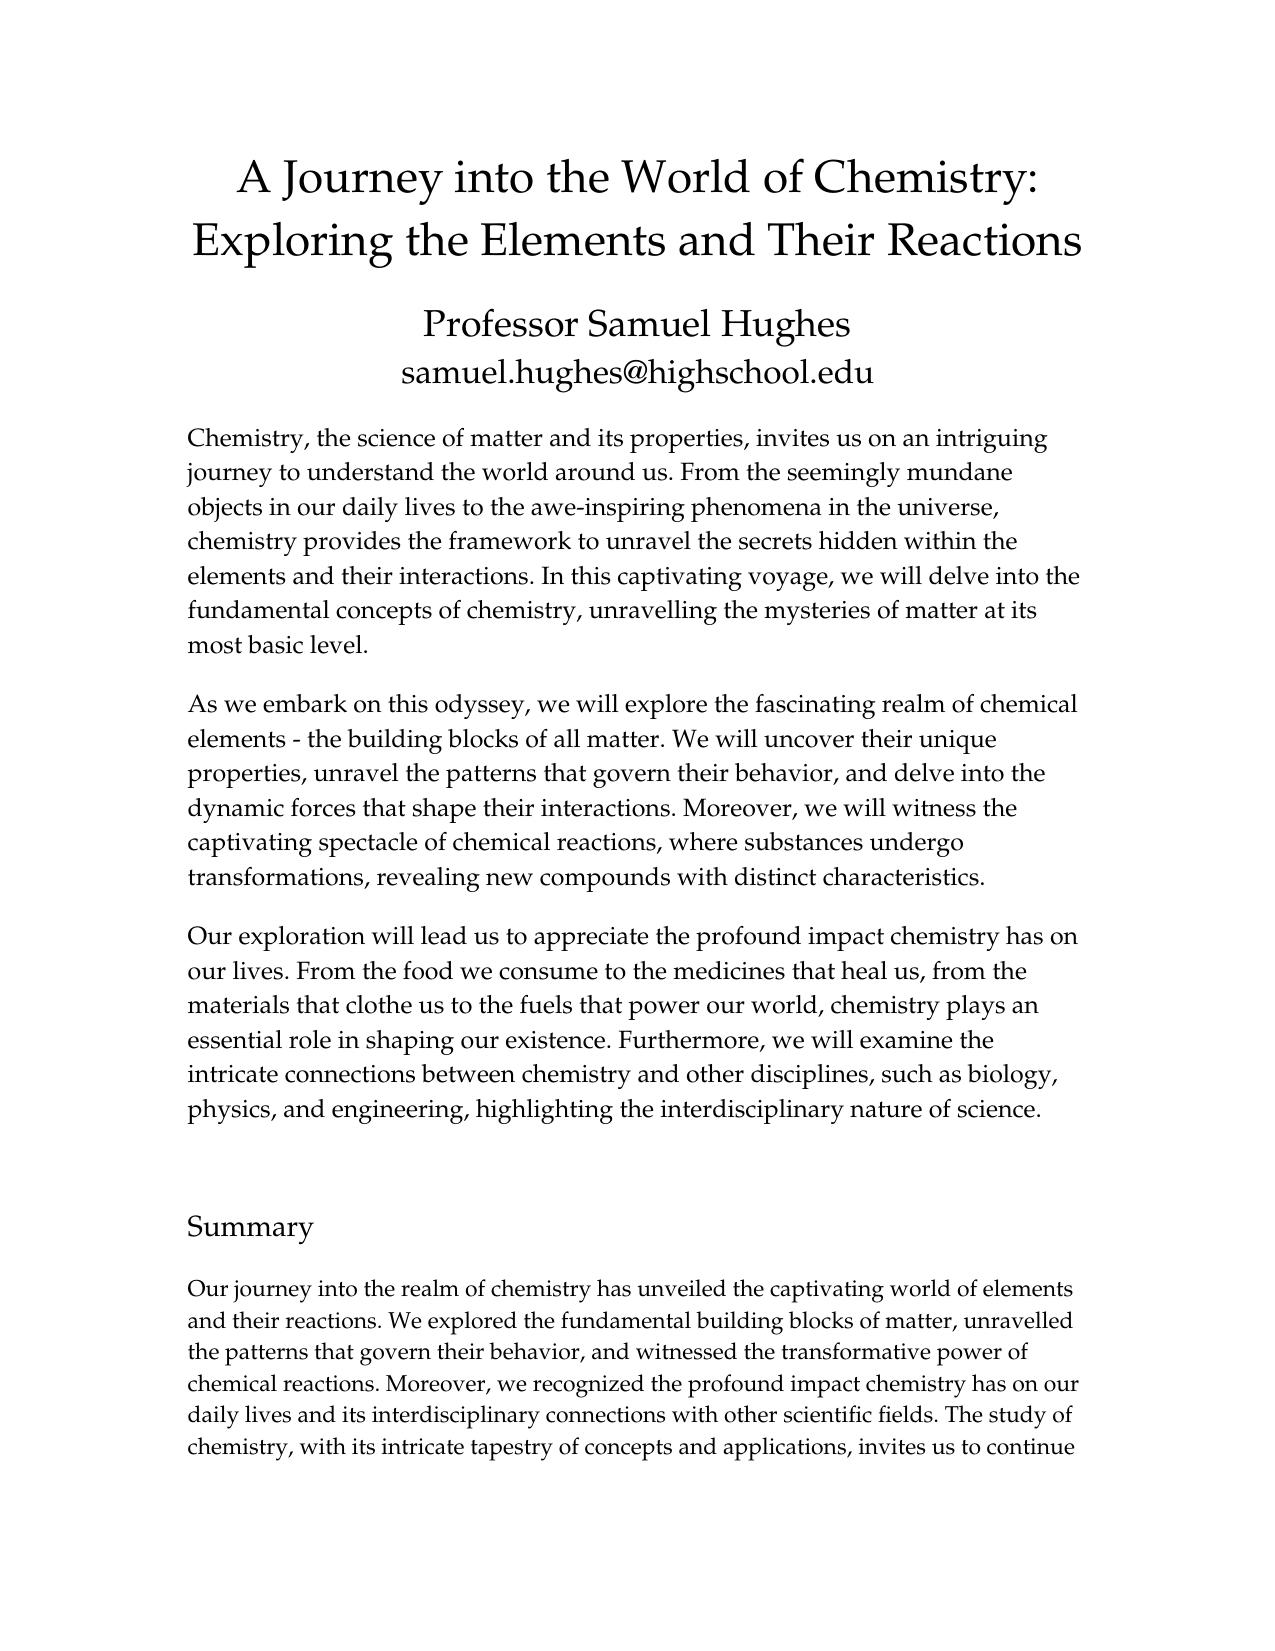 A Journey into the World of Chemistry:
Exploring the Elements and Their Reactions
Professor Samuel Hughes
samuel.hughes@highschool.edu
Chemistry, the science of matter and its properties, invites us on an intriguing
journey to understand the world around us. From the seemingly mundane
objects in our daily lives to the awe-inspiring phenomena in the universe,
chemistry provides the framework to unravel the secrets hidden within the
elements and their interactions. In this captivating voyage, we will delve into the
fundamental concepts of chemistry, unravelling the mysteries of matter at its
most basic level.
As we embark on this odyssey, we will explore the fascinating realm of chemical
elements - the building blocks of all matter. We will uncover their unique
properties, unravel the patterns that govern their behavior, and delve into the
dynamic forces that shape their interactions. Moreover, we will witness the
captivating spectacle of chemical reactions, where substances undergo
transformations, revealing new compounds with distinct characteristics.
Our exploration will lead us to appreciate the profound impact chemistry has on
our lives. From the food we consume to the medicines that heal us, from the
materials that clothe us to the fuels that power our world, chemistry plays an
essential role in shaping our existence. Furthermore, we will examine the
intricate connections between chemistry and other disciplines, such as biology,
physics, and engineering, highlighting the interdisciplinary nature of science.
Summary
Our journey into the realm of chemistry has unveiled the captivating world of elements
and their reactions. We explored the fundamental building blocks of matter, unravelled
the patterns that govern their behavior, and witnessed the transformative power of
chemical reactions. Moreover, we recognized the profound impact chemistry has on our
daily lives and its interdisciplinary connections with other scientific fields. The study of
chemistry, with its intricate tapestry of concepts and applications, invites us to continue